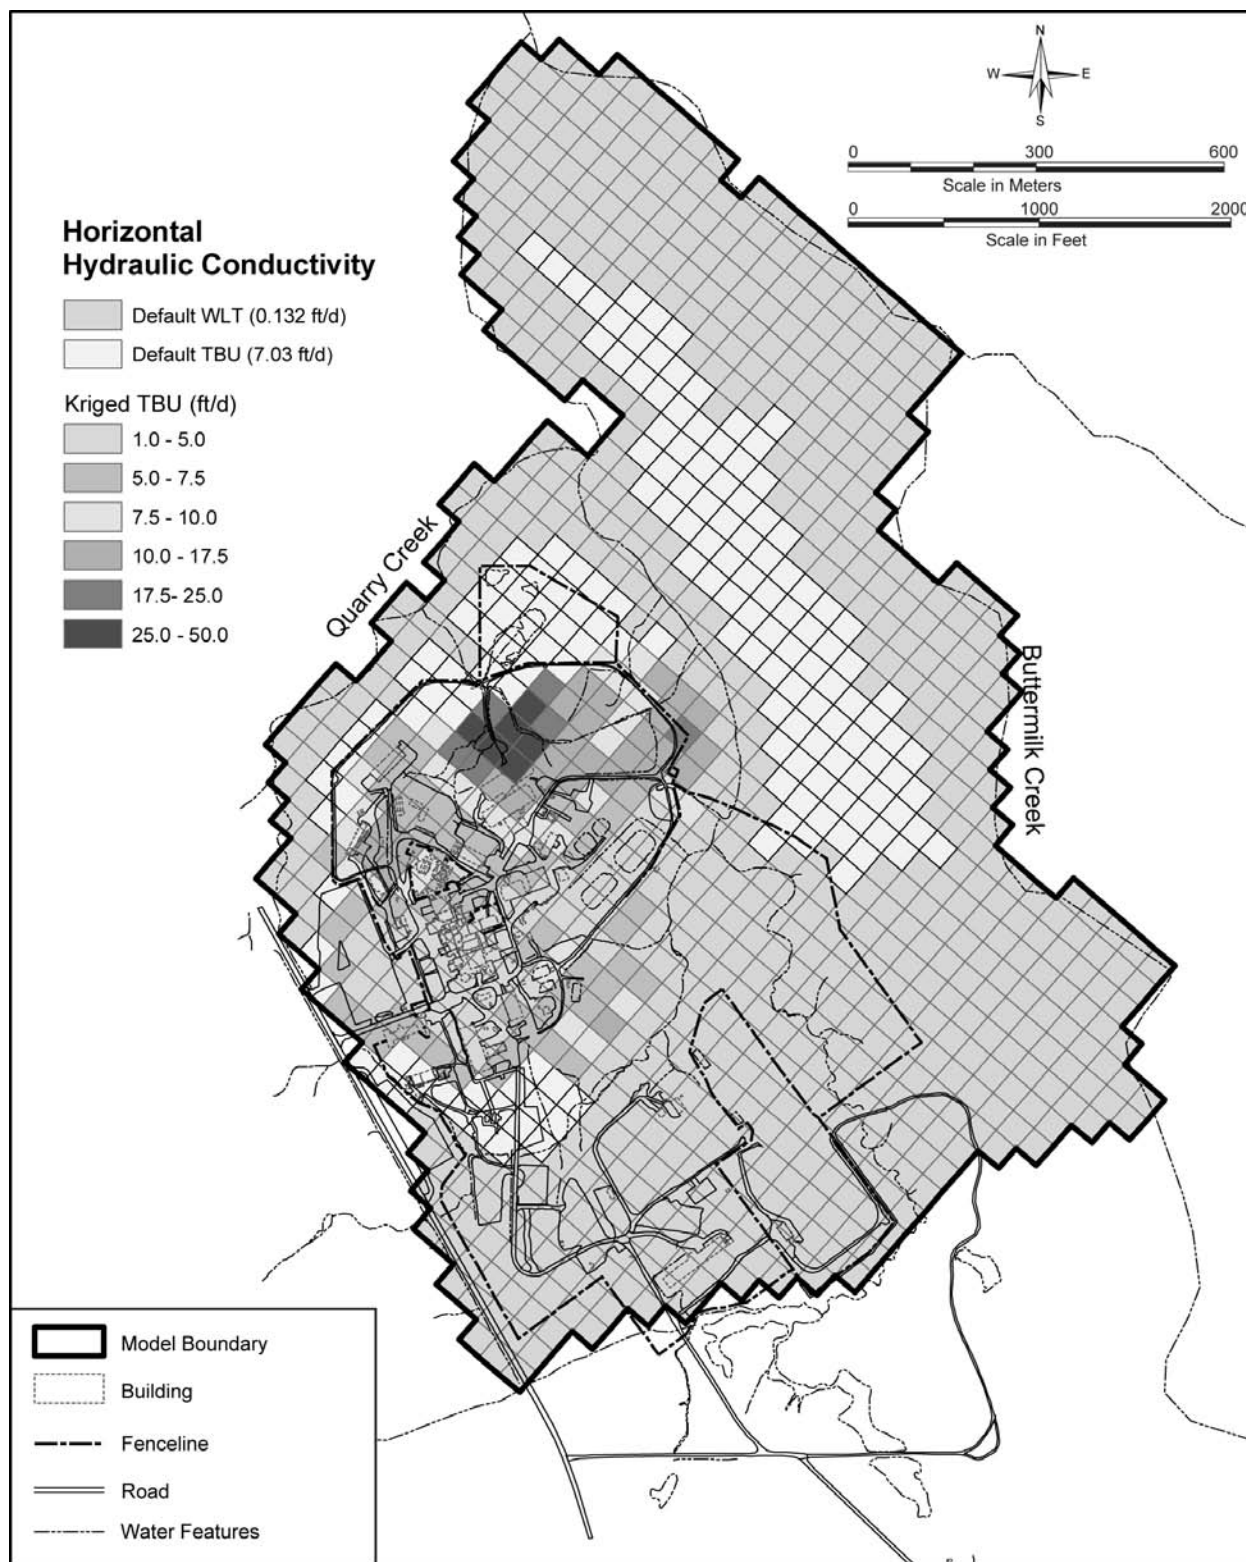 N
W E
S
0 300 600
Scale in Meters
0 1000 2000
Scale in Feet
Horizontal
Hydraulic Conductivity
Default WLT (0.132 ft/d)
Default TBU (7.03 ft/d)
Kriged TBU (ft/d)
1.0 - 5.0
5.0 - 7.5
7.5 - 10.0
10.0 - 17.5
17.5- 25.0
25.0 - 50.0
Quarry Creek
Buttermilk Creek
Model Boundary
Building
Fenceline
Road
Water Features